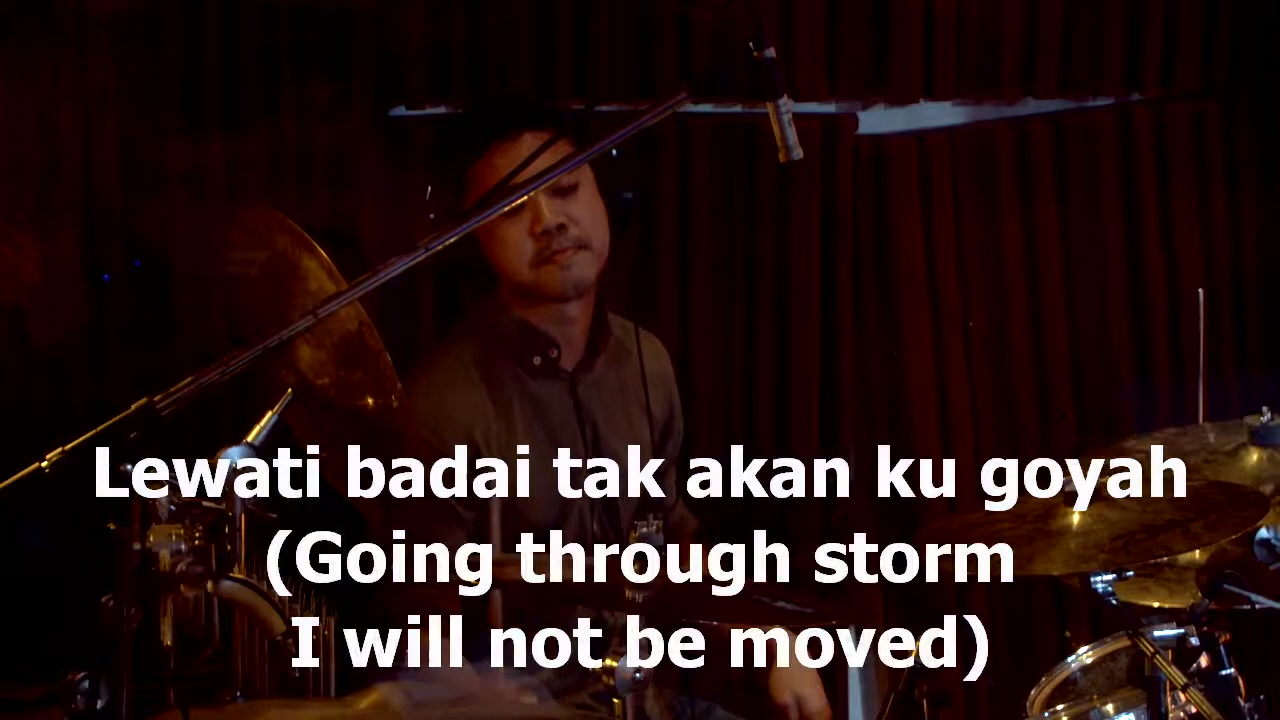 Lewati badai tak akan ku goyah
(Going through storm
I will not be moved)